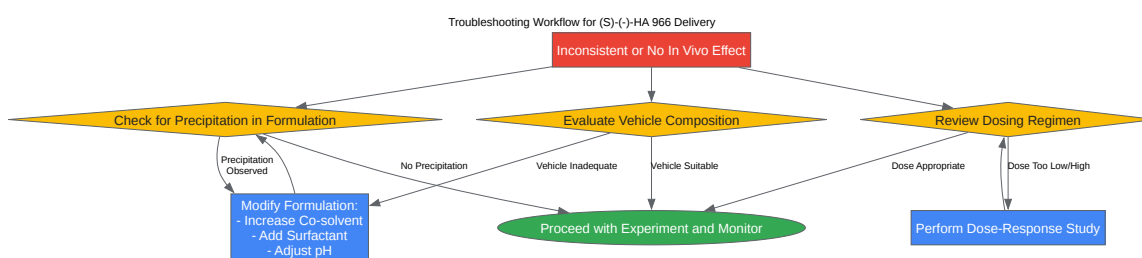 Troubleshooting Workflow for (S)-(-)-HA 966 Delivery
Inconsistent or No In Vivo Effect
Check for Precipitation in Formulation
Evaluate Vehicle Composition
Review Dosing Regimen
Precipitation
Observed
No Precipitation
Vehicle Inadequate
Vehicle Suitable
Dose Appropriate
Dose Too Low/High
Modify Formulation:
- Increase Co-solvent
- Add Surfactant
- Adjust pH
Proceed with Experiment and Monitor
Perform Dose-Response Study